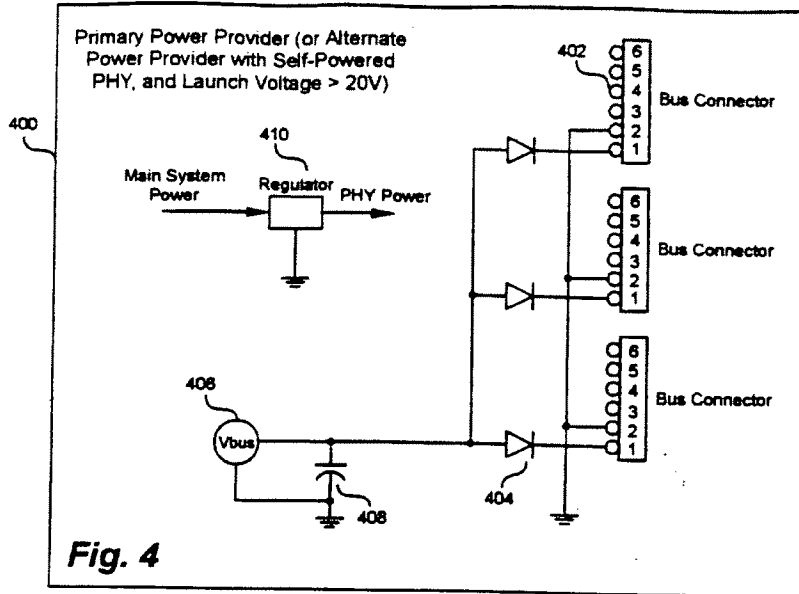 Primary Power Provider (or Alternate
Power Provider with Self-Powered
PHY, and Launch Voltage > 20V)
400
410
Main System
Power
Regulator
PHY Power
402
6
5
4
3
2
1
Bus Connector
6
5
4
3
2
1
Bus Connector
6
5
4
3
2
1
Bus Connector
406
Vbus
408
404
Fig. 4